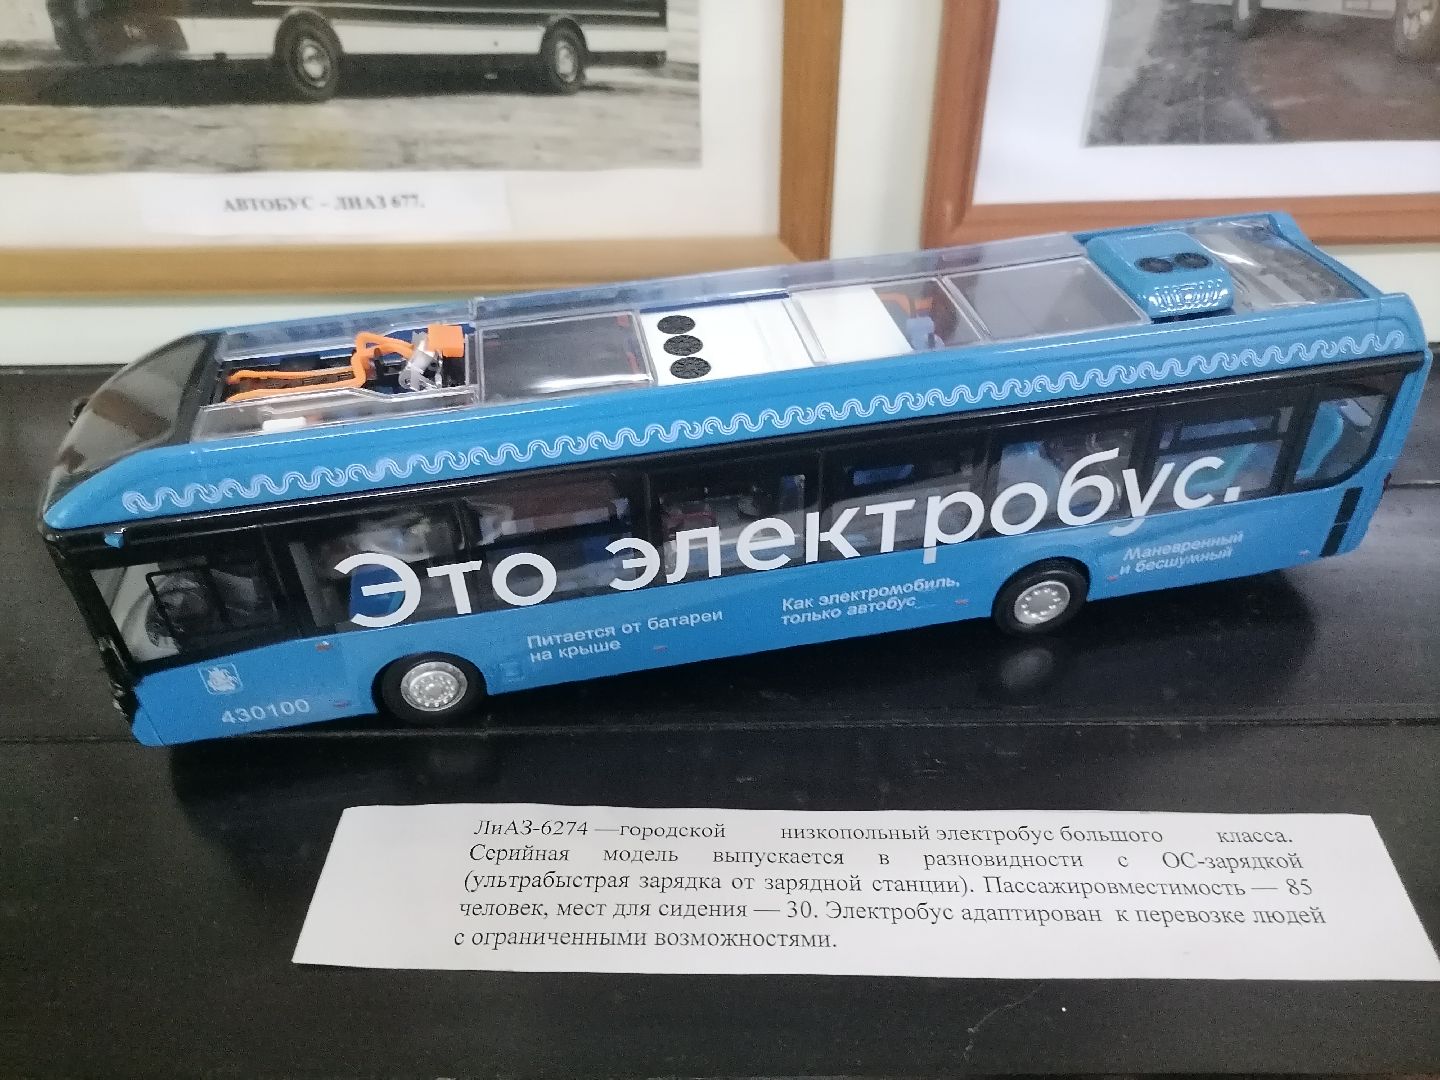 АВТОБУС – ЛИАЗ 677.
Это электробус.
Питается от батареи
на крыше
Как электромобиль,
только автобус
Маневренный
и бесшумный
430100
ЛиАЗ-6274 —городской низкопольный электробус большого класса.
Серийная модель выпускается в разновидности с ОС-зарядкой
(ультрабыстрая зарядка от зарядной станции). Пассажировместимость — 85
человек, мест для сидения — 30. Электробус адаптирован к перевозке людей
с ограниченными возможностями.